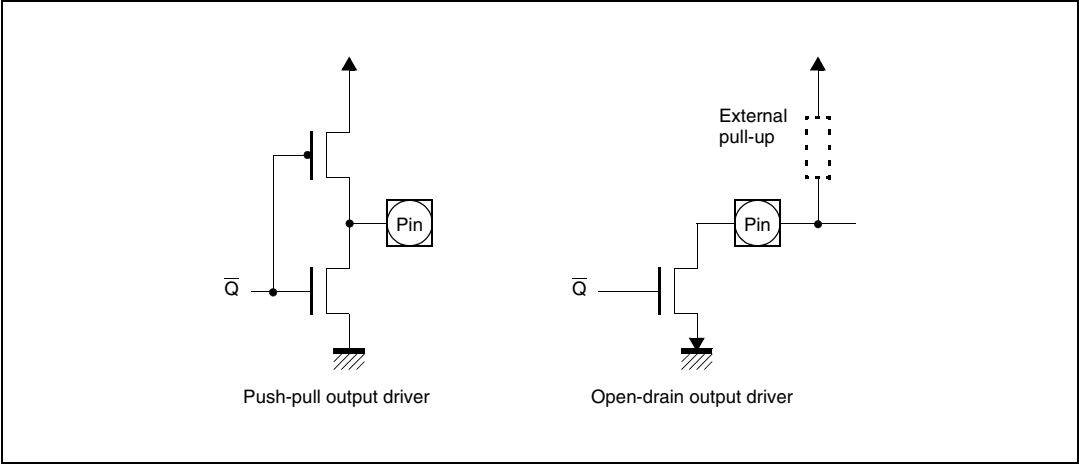 External
pull-up
Pin
Pin
Q̅
Q̅
Push-pull output driver
Open-drain output driver